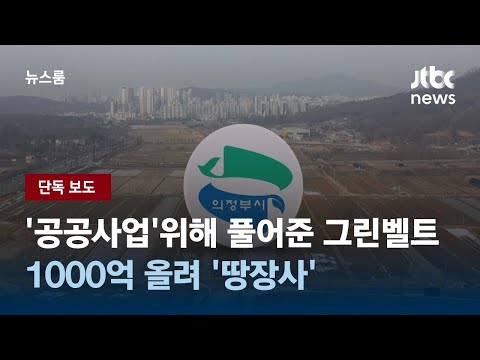 뉴스룸
jtbc
news
의정부시
단독 보도
'공공사업'위해 풀어준 그린벨트
1000억 올려 '땅장사'